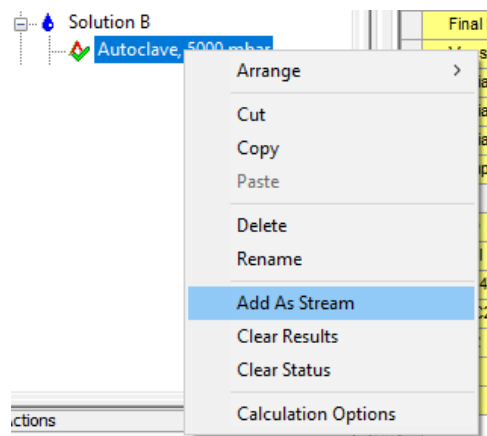 Solution B
Final
Autoclave, 5000 mbar
Arrange
Cut
Copy
Paste
Delete
Rename
Add As Stream
Clear Results
Clear Status
Calculation Options
ctions